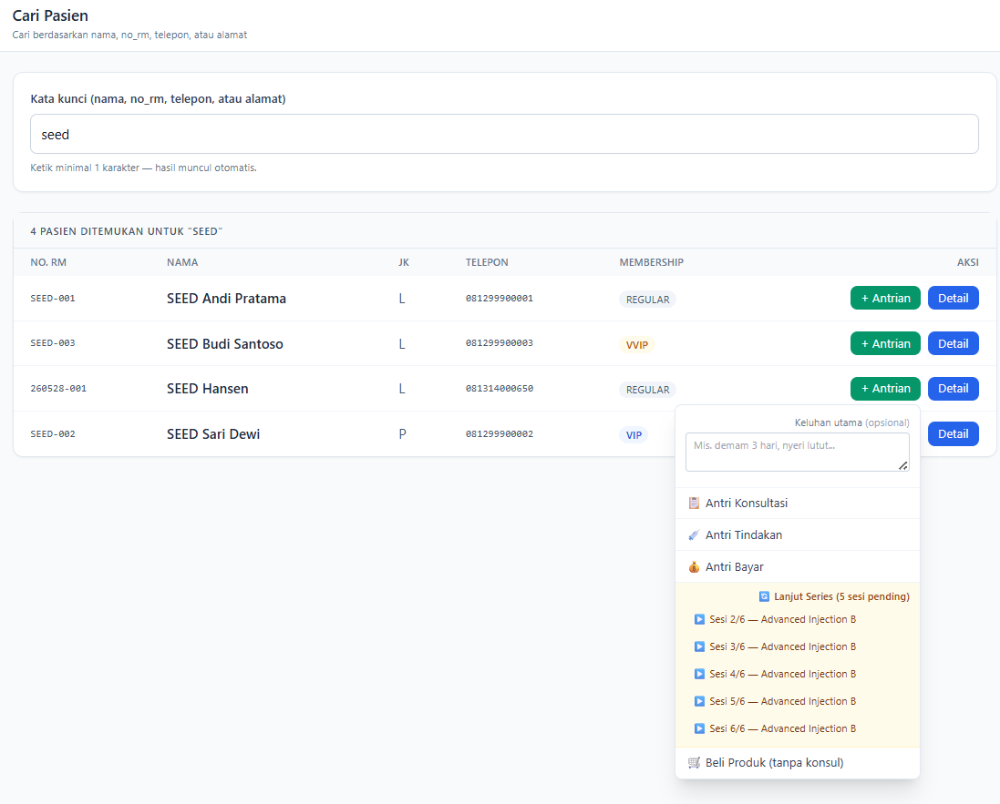 Cari Pasien
Cari berdasarkan nama, no_rm, telepon, atau alamat
Kata kunci (nama, no_rm, telepon, atau alamat)
seed
Ketik minimal 1 karakter — hasil muncul otomatis.
4 PASIEN DITEMUKAN UNTUK "SEED"
NO. RM NAMA JK TELEPON MEMBERSHIP AKSI
SEED-001 SEED Andi Pratama L 081299900001 REGULAR + Antrian Detail
SEED-003 SEED Budi Santoso L 081299900003 VVIP + Antrian Detail
260528-001 SEED Hansen L 081314000650 REGULAR + Antrian Detail
SEED-002 SEED Sari Dewi P 081299900002 VIP Detail
Keluhan utama (opsional)
Mis. demam 3 hari, nyeri lutut...
Antri Konsultasi
Antri Tindakan
Antri Bayar
Lanjut Series (5 sesi pending)
Sesi 2/6 — Advanced Injection B
Sesi 3/6 — Advanced Injection B
Sesi 4/6 — Advanced Injection B
Sesi 5/6 — Advanced Injection B
Sesi 6/6 — Advanced Injection B
Beli Produk (tanpa konsul)